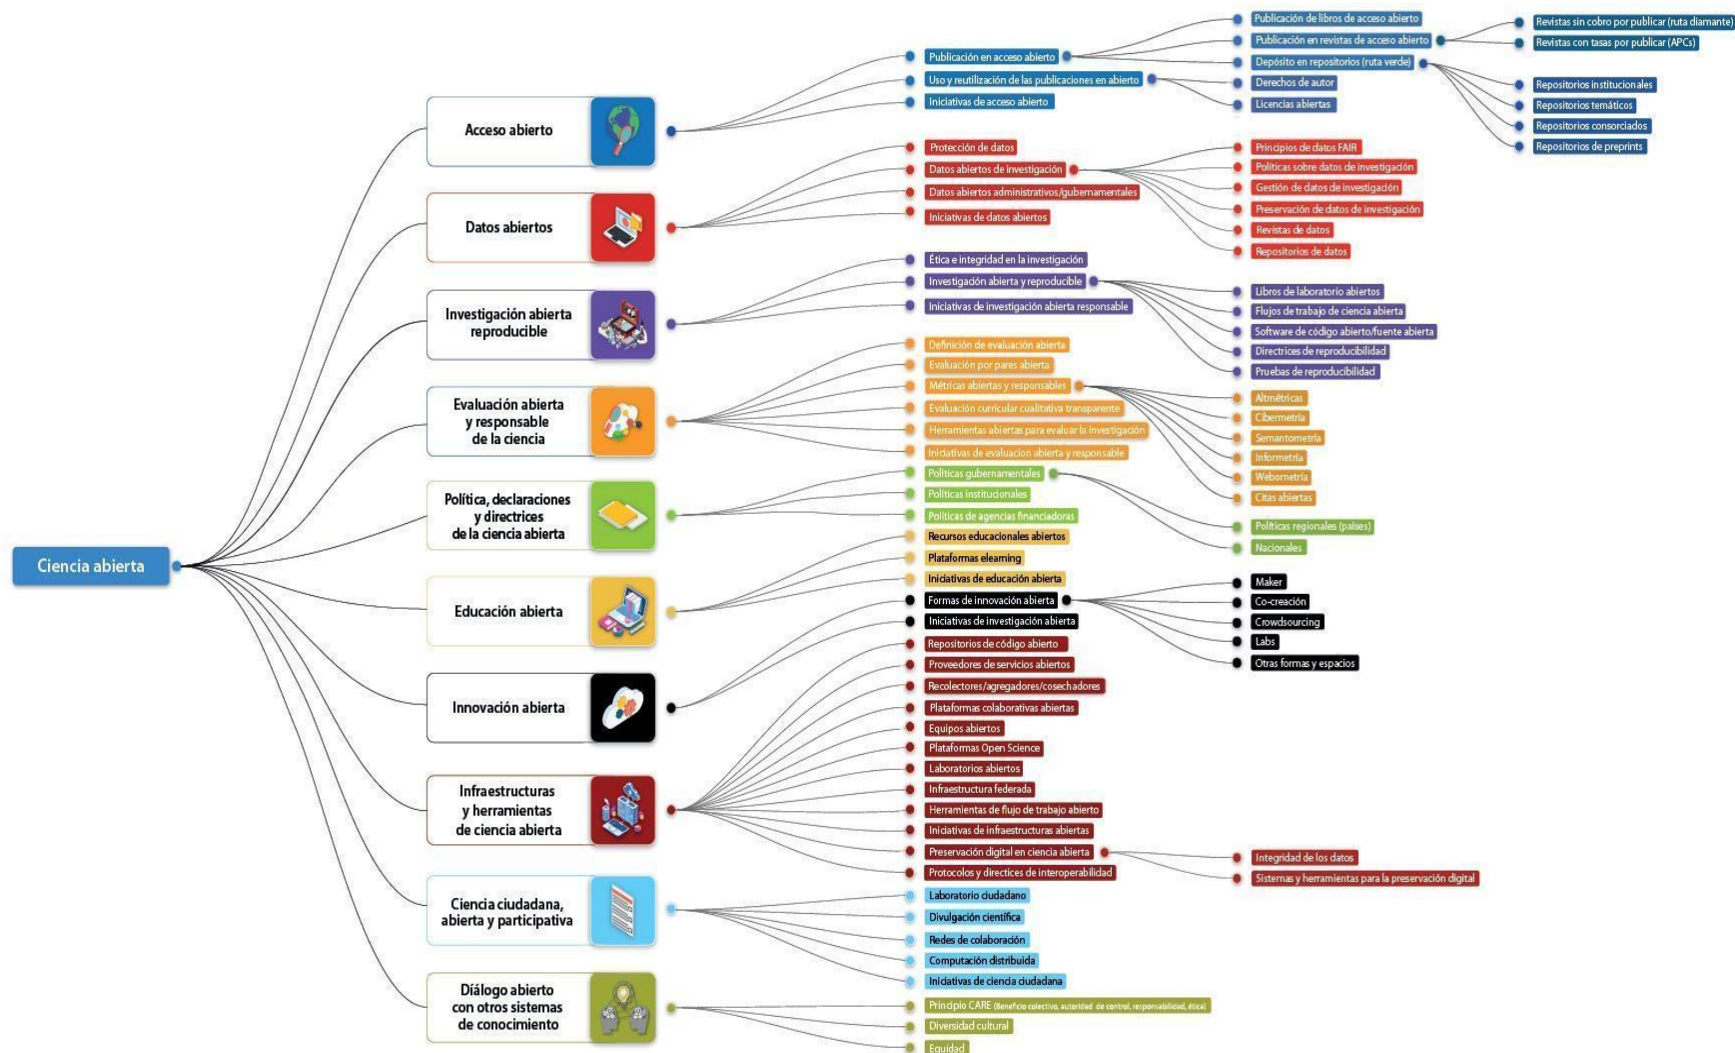 Ciencia abierta
Acceso abierto
Publicación en acceso abierto
Publicación de libros de acceso abierto
Publicación en revistas de acceso abierto
Revistas sin cobro por publicar (ruta diamante)
Revistas con tasas por publicar (APCs)
Depósito en repositorios (ruta verde)
Repositorios institucionales
Repositorios temáticos
Repositorios consorciados
Repositorios de preprints
Uso y reutilización de las publicaciones en abierto
Derechos de autor
Licencias abiertas
Iniciativas de acceso abierto
Datos abiertos
Protección de datos
Datos abiertos de investigación
Principios de datos FAIR
Políticas sobre datos de investigación
Gestión de datos de investigación
Preservación de datos de investigación
Revistas de datos
Repositorios de datos
Datos abiertos administrativos/gubernamentales
Iniciativas de datos abiertos
Investigación abierta
reproducible
Ética e integridad en la investigación
Investigación abierta y reproducible
Libros de laboratorio abiertos
Flujos de trabajo de ciencia abierta
Software de código abierto/fuente abierta
Directrices de reproducibilidad
Pruebas de reproducibilidad
Iniciativas de investigación abierta responsable
Evaluación abierta
y responsable
de la ciencia
Definición de evaluación abierta
Evaluación por pares abierta
Métricas abiertas y responsables
Altmétricas
Cibermetría
Semantometría
Informetría
Webometría
Citas abiertas
Evaluación currícular cualitativa transparente
Herramientas abiertas para evaluar la investigación
Iniciativas de evaluacion abierta y responsable
Política, declaraciones
y directrices
de la ciencia abierta
Políticas gubernamentales
Políticas regionales (países)
Nacionales
Políticas institucionales
Políticas de agencias financiadoras
Educación abierta
Recursos educacionales abiertos
Plataformas elearning
Iniciativas de educación abierta
Innovación abierta
Formas de innovación abierta
Maker
Co-creación
Crowdsourcing
Labs
Otras formas y espacios
Iniciativas de investigación abierta
Infraestructuras
y herramientas
de ciencia abierta
Repositorios de código abierto
Proveedores de servicios abiertos
Recolectores/agregadores/cosechadores
Plataformas colaborativas abiertas
Equipos abiertos
Plataformas Open Science
Laboratorios abiertos
Infraestructura federada
Herramientas de flujo de trabajo abierto
Iniciativas de infraestructuras abiertas
Preservación digital en ciencia abierta
Integridad de los datos
Sistemas y herramientas para la preservación digital
Protocolos y directices de interoperabilidad
Ciencia ciudadana,
abierta y participativa
Laboratorio ciudadano
Divulgación científica
Redes de colaboración
Computación distribuida
Iniciativas de ciencia ciudadana
Díálogo abierto
con otros sistemas
de conocimiento
Principio CARE (Beneficio colectivo, autoridad de control, responsabilidad, ética)
Diversidad cultural
Equidad